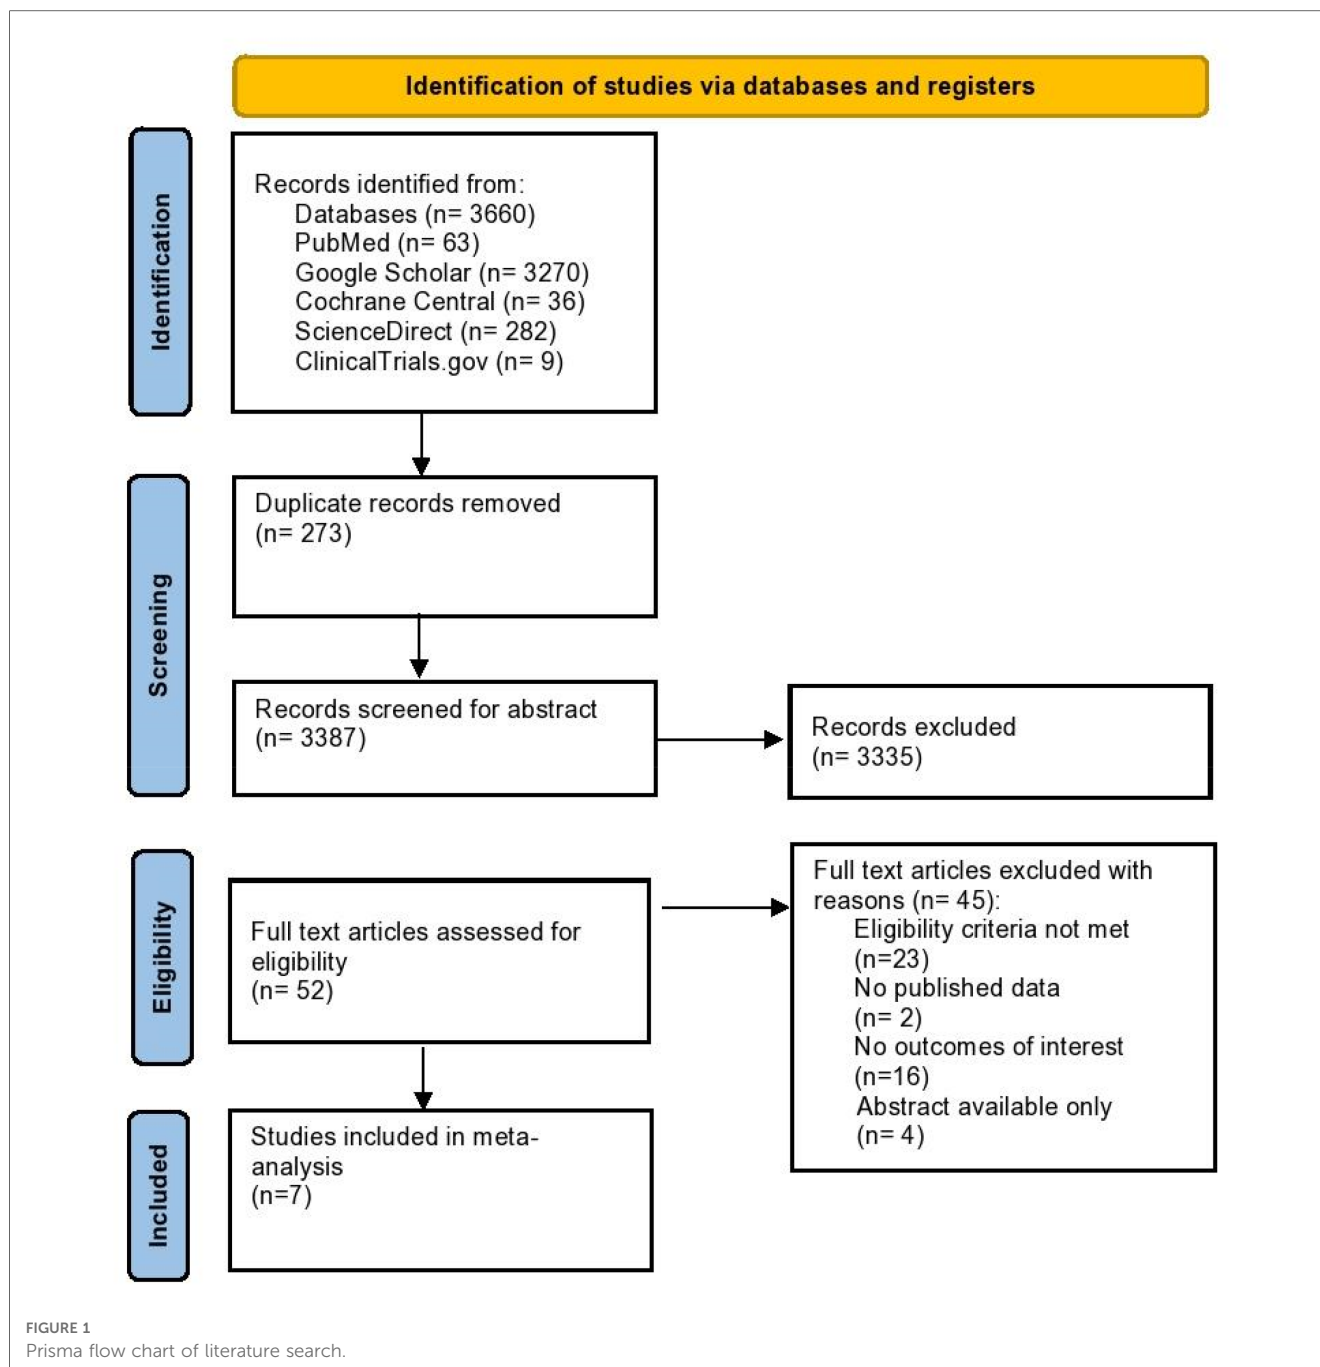 Identification of studies via databases and registers
Identification
Records identified from:
Databases (n= 3660)
PubMed (n= 63)
Google Scholar (n= 3270)
Cochrane Central (n= 36)
ScienceDirect (n= 282)
ClinicalTrials.gov (n= 9)
Screening
Duplicate records removed
(n= 273)
Records screened for abstract
(n= 3387)
Records excluded
(n= 3335)
Eligibility
Full text articles assessed for
eligibility
(n= 52)
Full text articles excluded with
reasons (n= 45):
Eligibility criteria not met
(n=23)
No published data
(n= 2)
No outcomes of interest
(n=16)
Abstract available only
(n= 4)
Included
Studies included in meta-
analysis
(n=7)
FIGURE 1
Prisma flow chart of literature search.